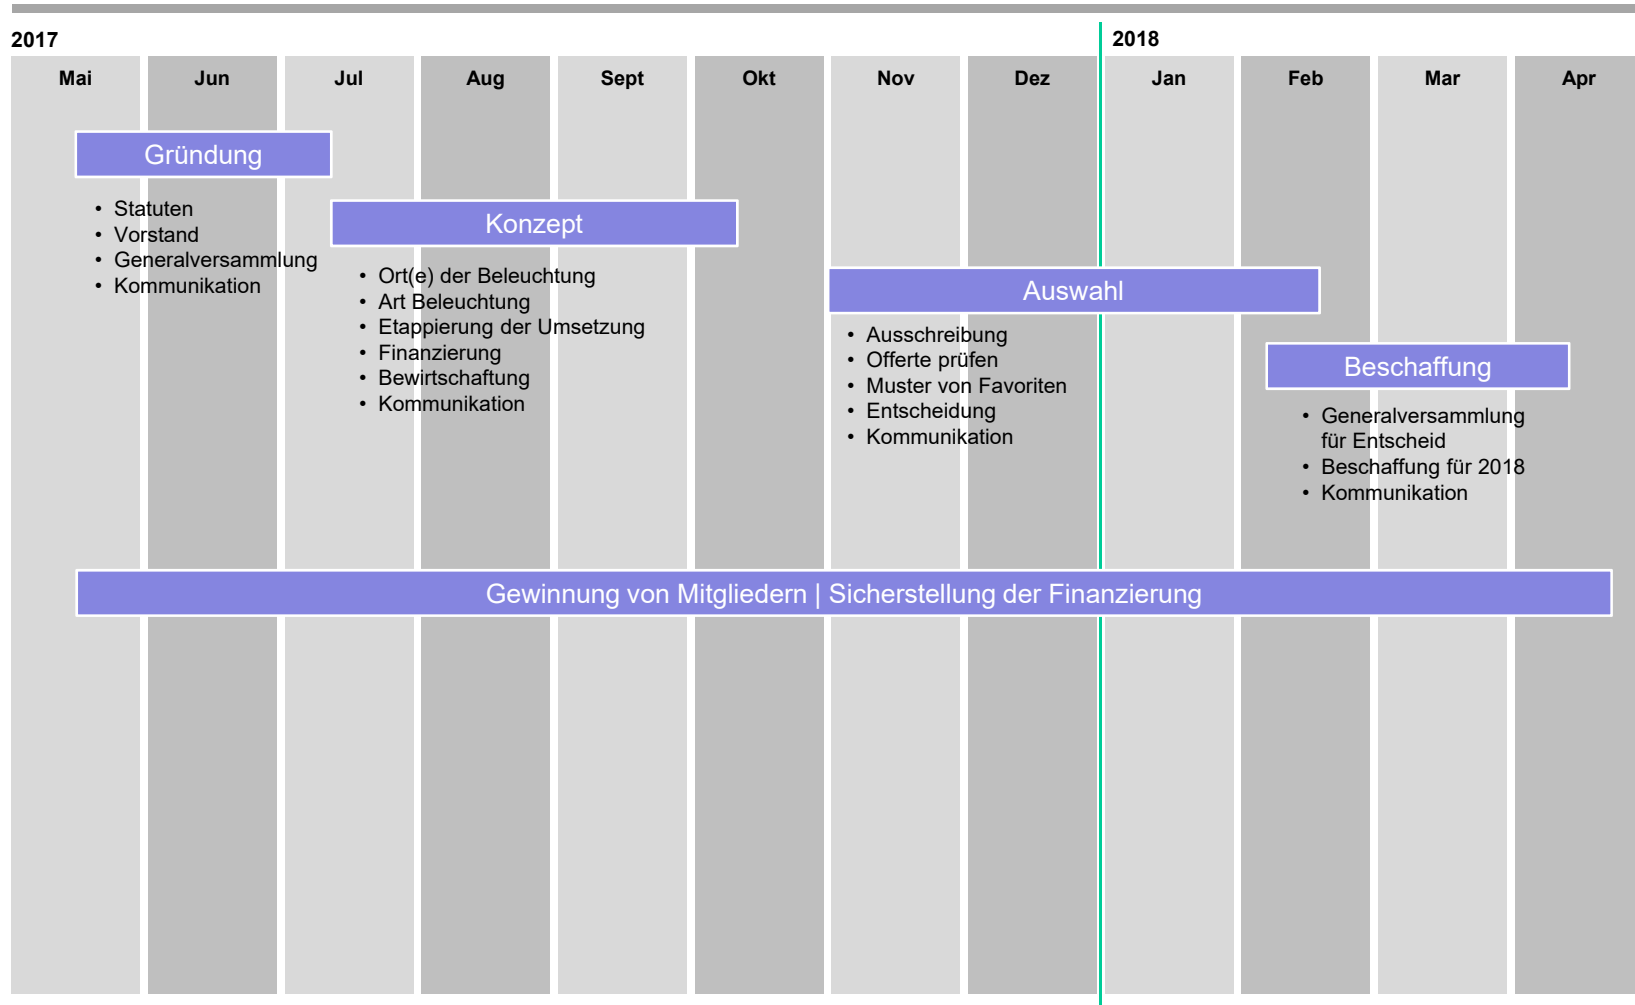 2017
2018
Mai
Jun
Jul
Aug
Sept
Okt
Nov
Dez
Jan
Feb
Mar
Apr
Gründung
• Statuten
• Vorstand
• Generalversammlung
• Kommunikation
Konzept
• Ort(e) der Beleuchtung
• Art Beleuchtung
• Etappierung der Umsetzung
• Finanzierung
• Bewirtschaftung
• Kommunikation
Auswahl
• Ausschreibung
• Offerte prüfen
• Muster von Favoriten
• Entscheidung
• Kommunikation
Beschaffung
• Generalversammlung
für Entscheid
• Beschaffung für 2018
• Kommunikation
Gewinnung von Mitgliedern | Sicherstellung der Finanzierung